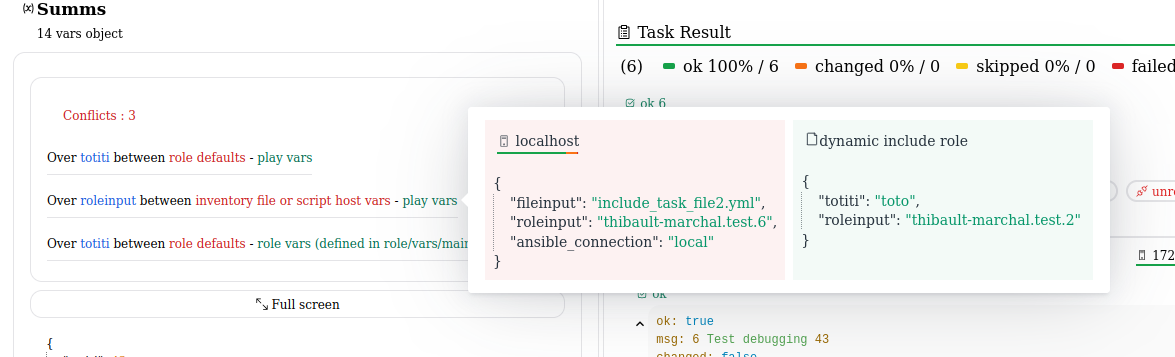 Summs
14 vars object
Conflicts : 3
Over totiti between role defaults - play vars
Over roleinput between inventory file or script host vars - play vars
Over totiti between role defaults - role vars (defined in role/vars/main
Full screen
{
Task Result
(6) ok 100% / 6 changed 0% / 0 skipped 0% / 0 failed
ok 6
localhost
{
"fileinput": "include_task_file2.yml",
"roleinput": "thibault-marchal.test.6",
"ansible_connection": "local"
}
dynamic include role
{
"totiti": "toto",
"roleinput": "thibault-marchal.test.2"
}
unre
172
ok
ok: true
msg: 6 Test debugging 43
changed: false